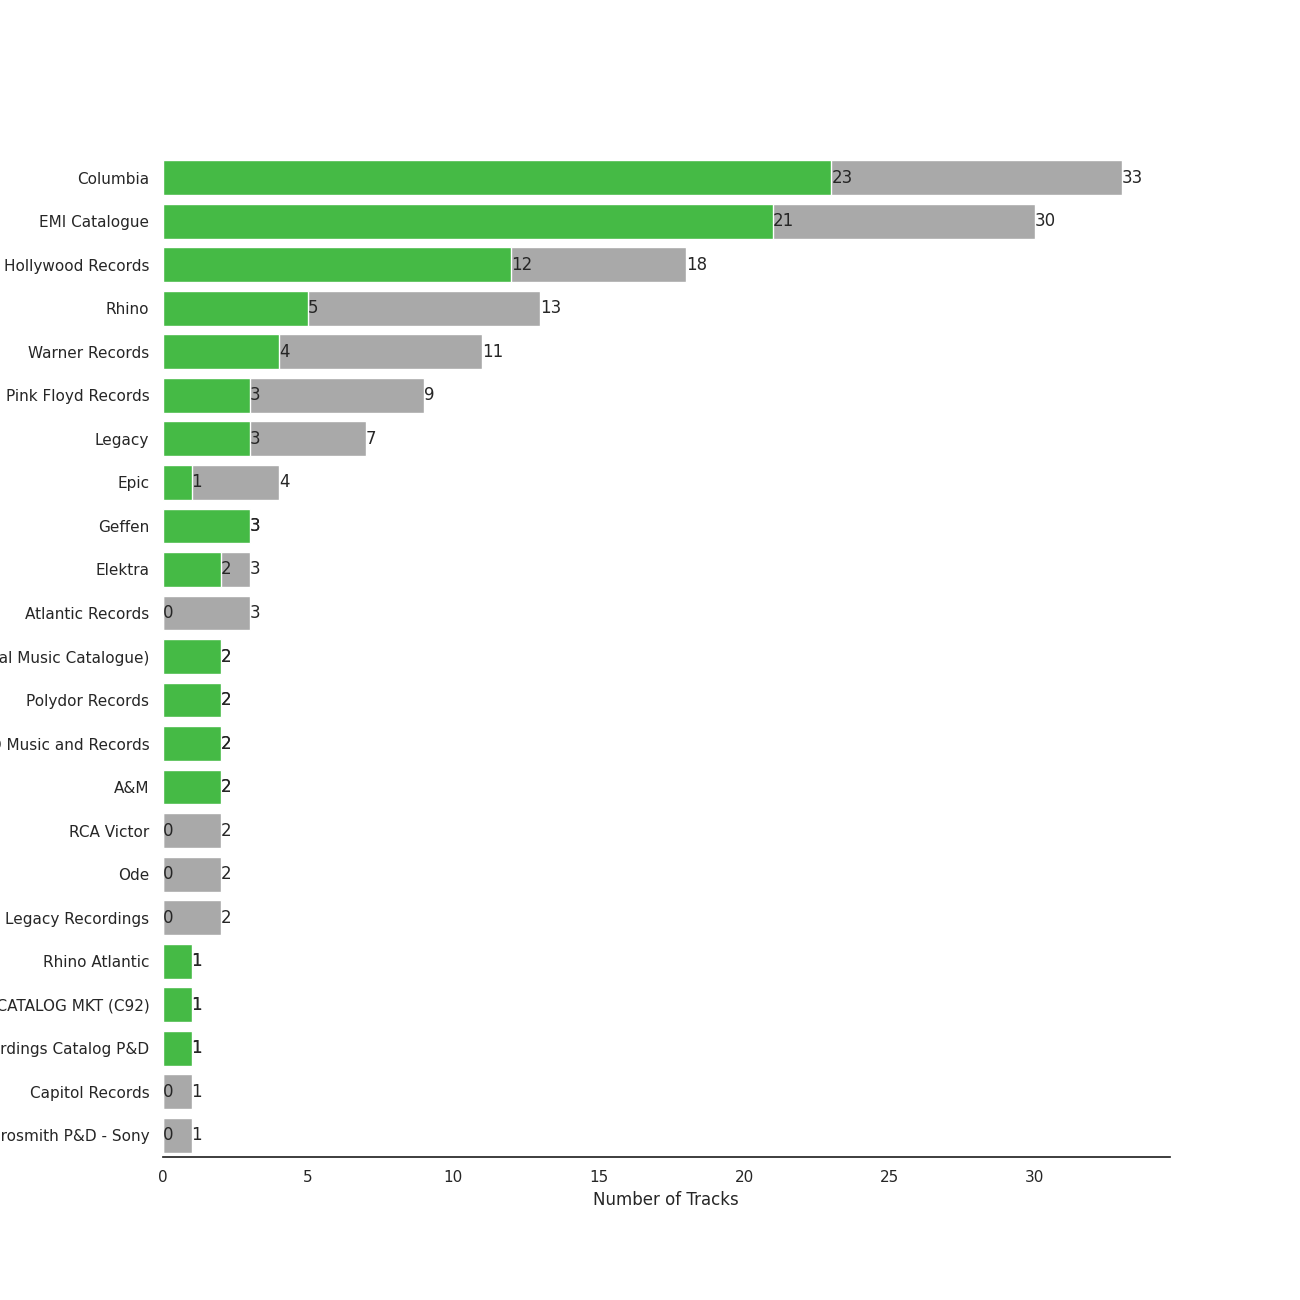 Columbia 23 33
EMI Catalogue 21 30
Hollywood Records 12 18
Rhino 5 13
Warner Records 4 11
Pink Floyd Records 3 9
Legacy 3 7
Epic 1 4
Geffen 3
Elektra 2 3
Atlantic Records 0 3
al Music Catalogue) 2
Polydor Records 2
Music and Records 2
A&M 2
RCA Victor 0 2
Ode 0 2
Legacy Recordings 0 2
Rhino Atlantic 1
CATALOG MKT (C92) 1
rdings Catalog P&D 1
Capitol Records 0 1
rosmith P&D - Sony 0 1
0 5 10 15 20 25 30
Number of Tracks